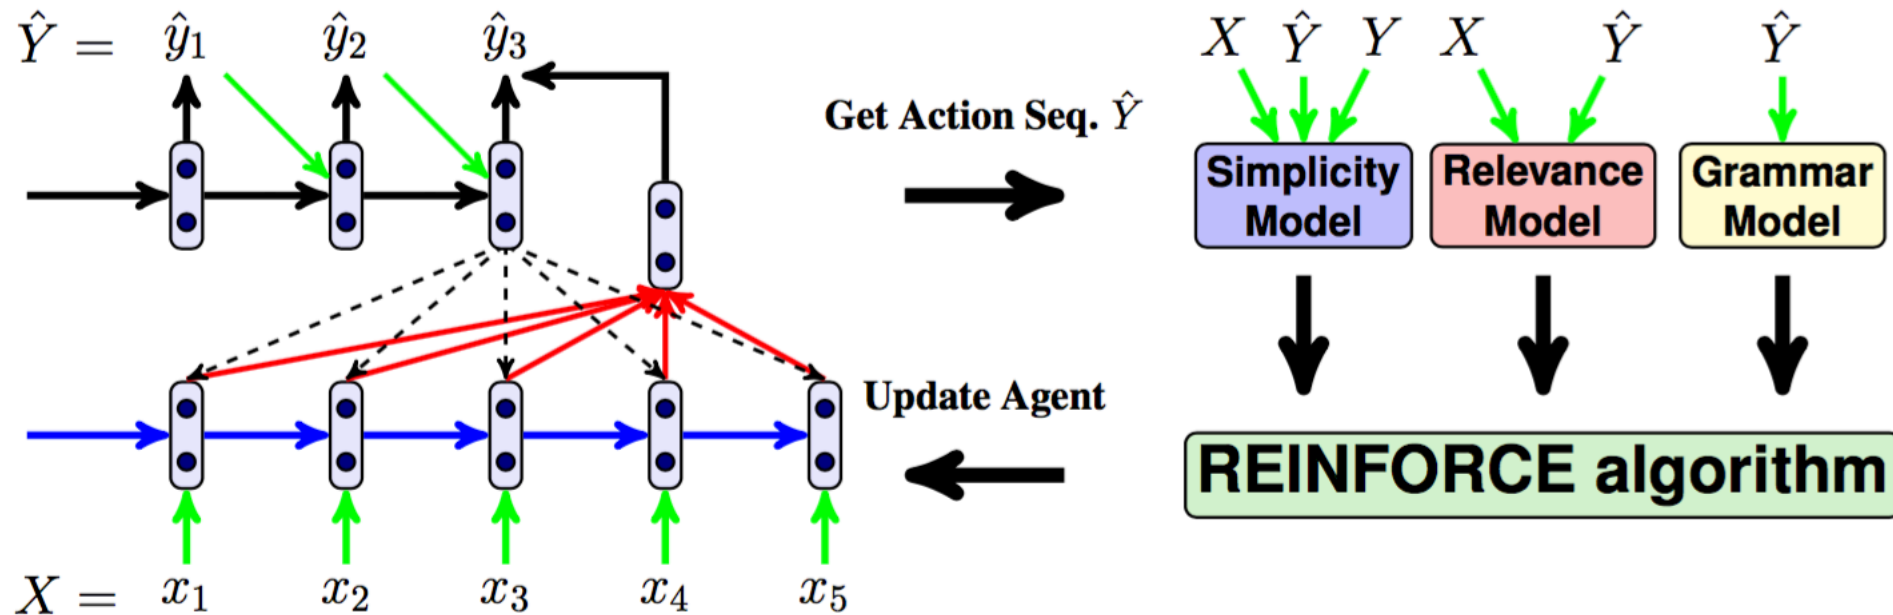 Ŷ = ŷ₁ ŷ₂ ŷ₃
Get Action Seq. Ŷ
X Ŷ Y X Ŷ Ŷ
Simplicity Model
Relevance Model
Grammar Model
Update Agent
REINFORCE algorithm
X = x₁ x₂ x₃ x₄ x₅